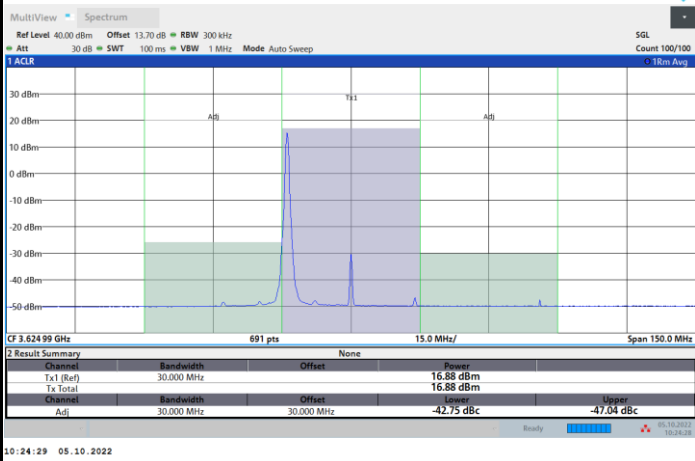 MultiView Spectrum
Ref Level 40.00 dBm Offset 13.70 dB RBW 300 kHz SGL
Att 30 dB SWT 100 ms VBW 1 MHz Mode Auto Sweep Count 100/100
1 ACLR 1Rm Avg
30 dBm
Tx1
20 dBm Adj Adj
10 dBm
0 dBm
-10 dBm
-20 dBm
-30 dBm
-40 dBm
-50 dBm
CF 3.624 99 GHz 691 pts 15.0 MHz/ Span 150.0 MHz
2 Result Summary None
Channel Bandwidth Offset Power
Tx1 (Ref) 30.000 MHz 16.88 dBm
Tx Total 16.88 dBm
Channel Bandwidth Offset Lower Upper
Adj 30.000 MHz 30.000 MHz -42.75 dBc -47.04 dBc
Ready 05.10.2022
10:24:28
10:24:29 05.10.2022